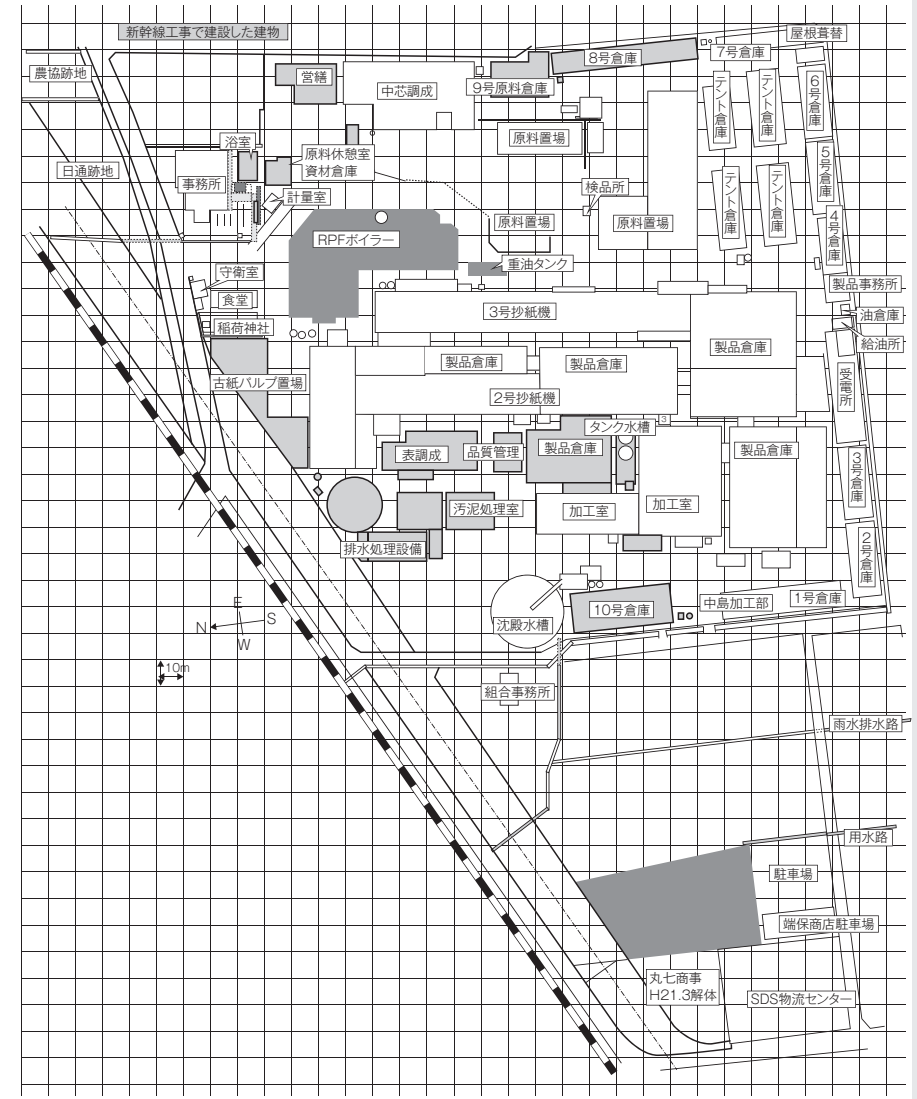 新幹線工事で建設した建物
屋根葺替
農協跡地
営繕
中芯調成
9号原料倉庫
8号倉庫
7号倉庫
6号倉庫
テント倉庫
テント倉庫
浴室
原料休憩室
資材倉庫
原料置場
5号倉庫
日通跡地
事務所
計量室
検品所
テント倉庫
テント倉庫
RPFボイラー
原料置場
原料置場
4号倉庫
重油タンク
守衛室
食堂
製品事務所
稲荷神社
3号抄紙機
油倉庫
製品倉庫
給油所
製品倉庫
製品倉庫
古紙パルプ置場
2号抄紙機
受電所
タンク水槽
3
表調成
品質管理
製品倉庫
製品倉庫
3号倉庫
汚泥処理室
加工室
加工室
排水処理設備
2号倉庫
沈殿水槽
10号倉庫
中島加工部
1号倉庫
E
N
S
W
10m
組合事務所
雨水排水路
用水路
駐車場
端保商店駐車場
丸七商事
H21.3解体
SDS物流センター